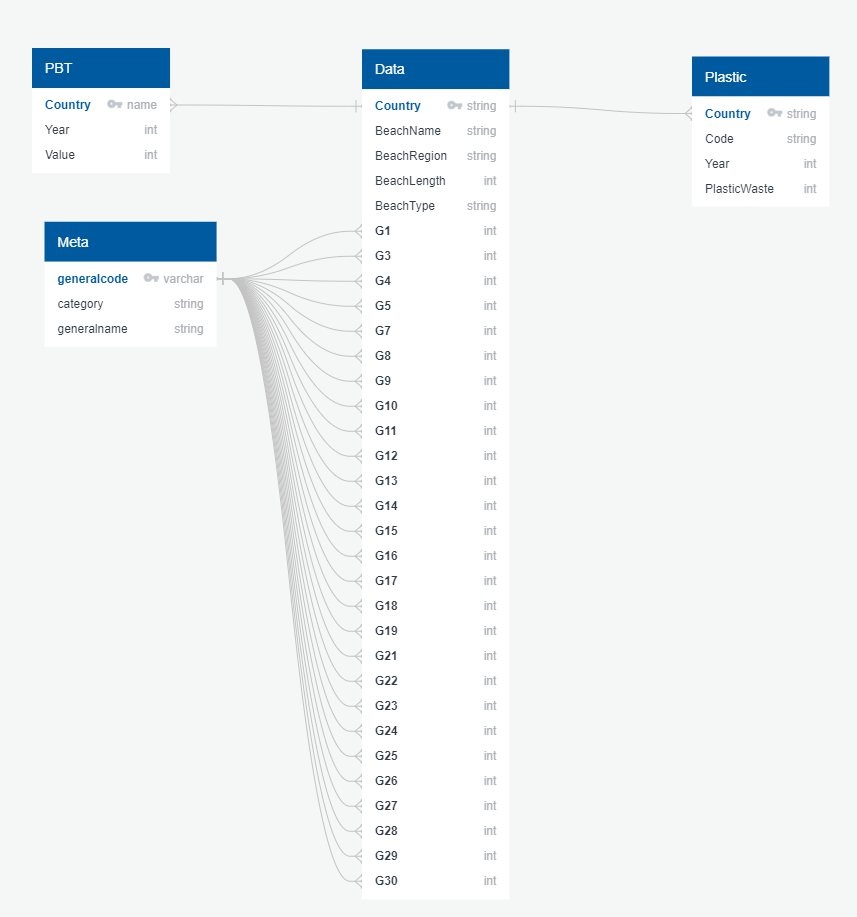 PBT
Country name
Year int
Value int
Meta
generalcode varchar
category string
generalname string
Data
Country string
BeachName string
BeachRegion string
BeachLength int
BeachType string
G1 int
G3 int
G4 int
G5 int
G7 int
G8 int
G9 int
G10 int
G11 int
G12 int
G13 int
G14 int
G15 int
G16 int
G17 int
G18 int
G19 int
G21 int
G22 int
G23 int
G24 int
G25 int
G26 int
G27 int
G28 int
G29 int
G30 int
Plastic
Country string
Code string
Year int
PlasticWaste int